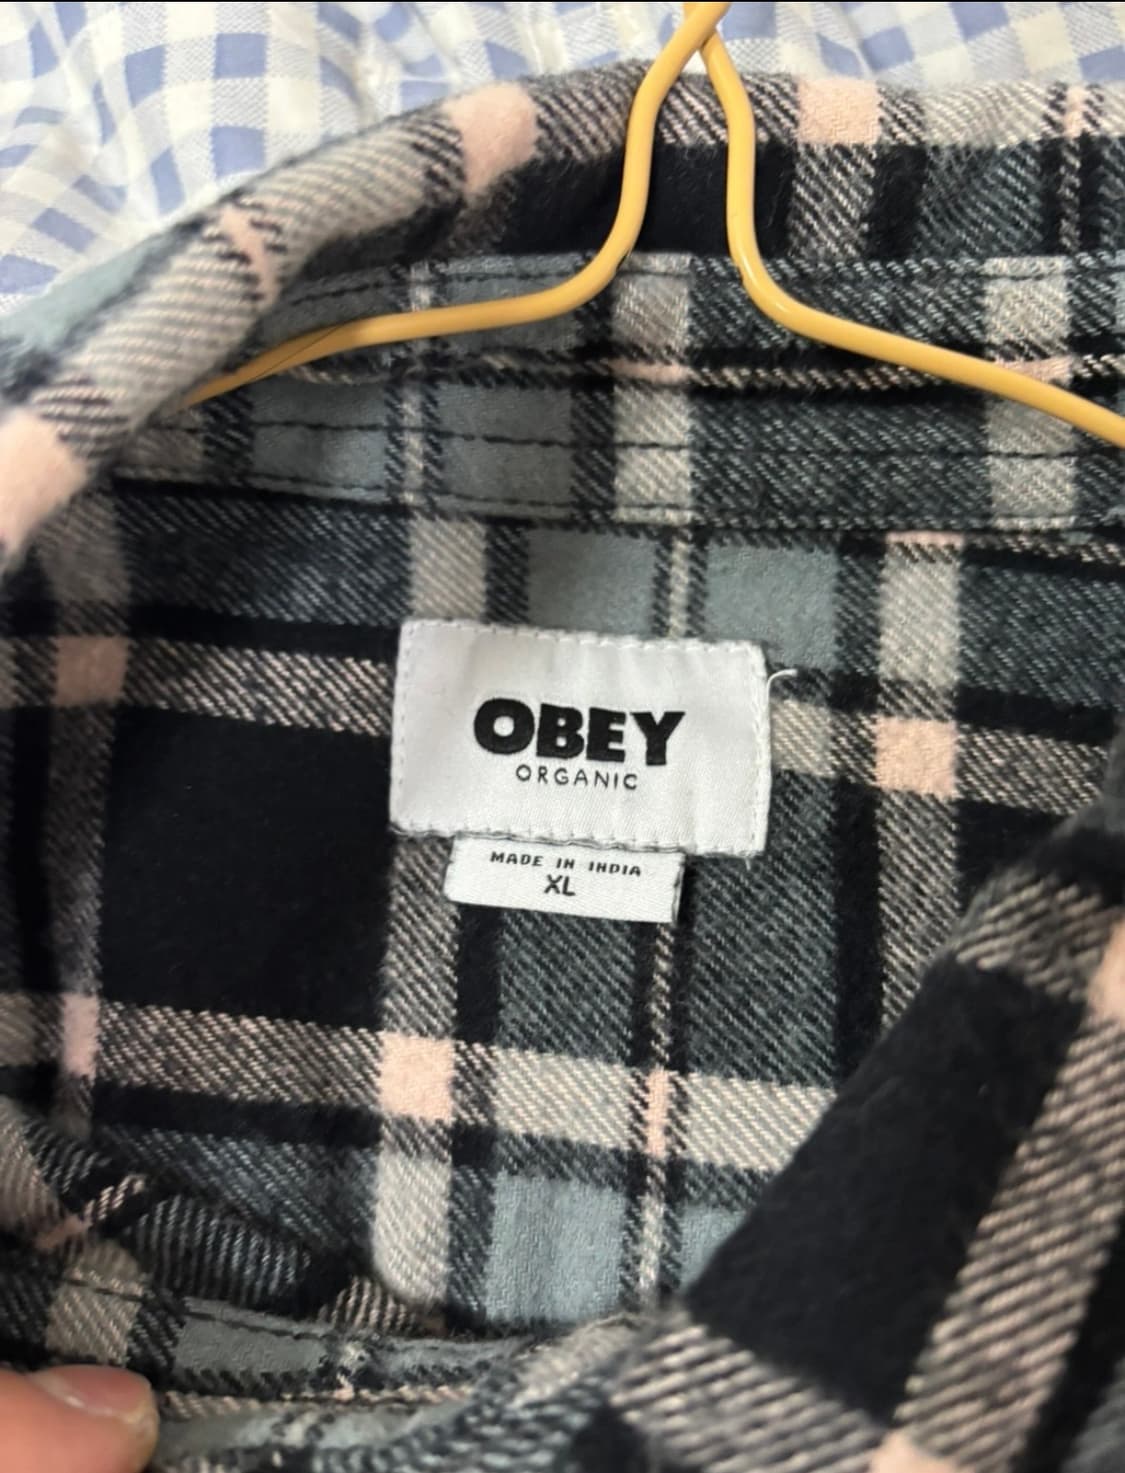 OBEY
ORGANIC
MADE IN INDIA
XL